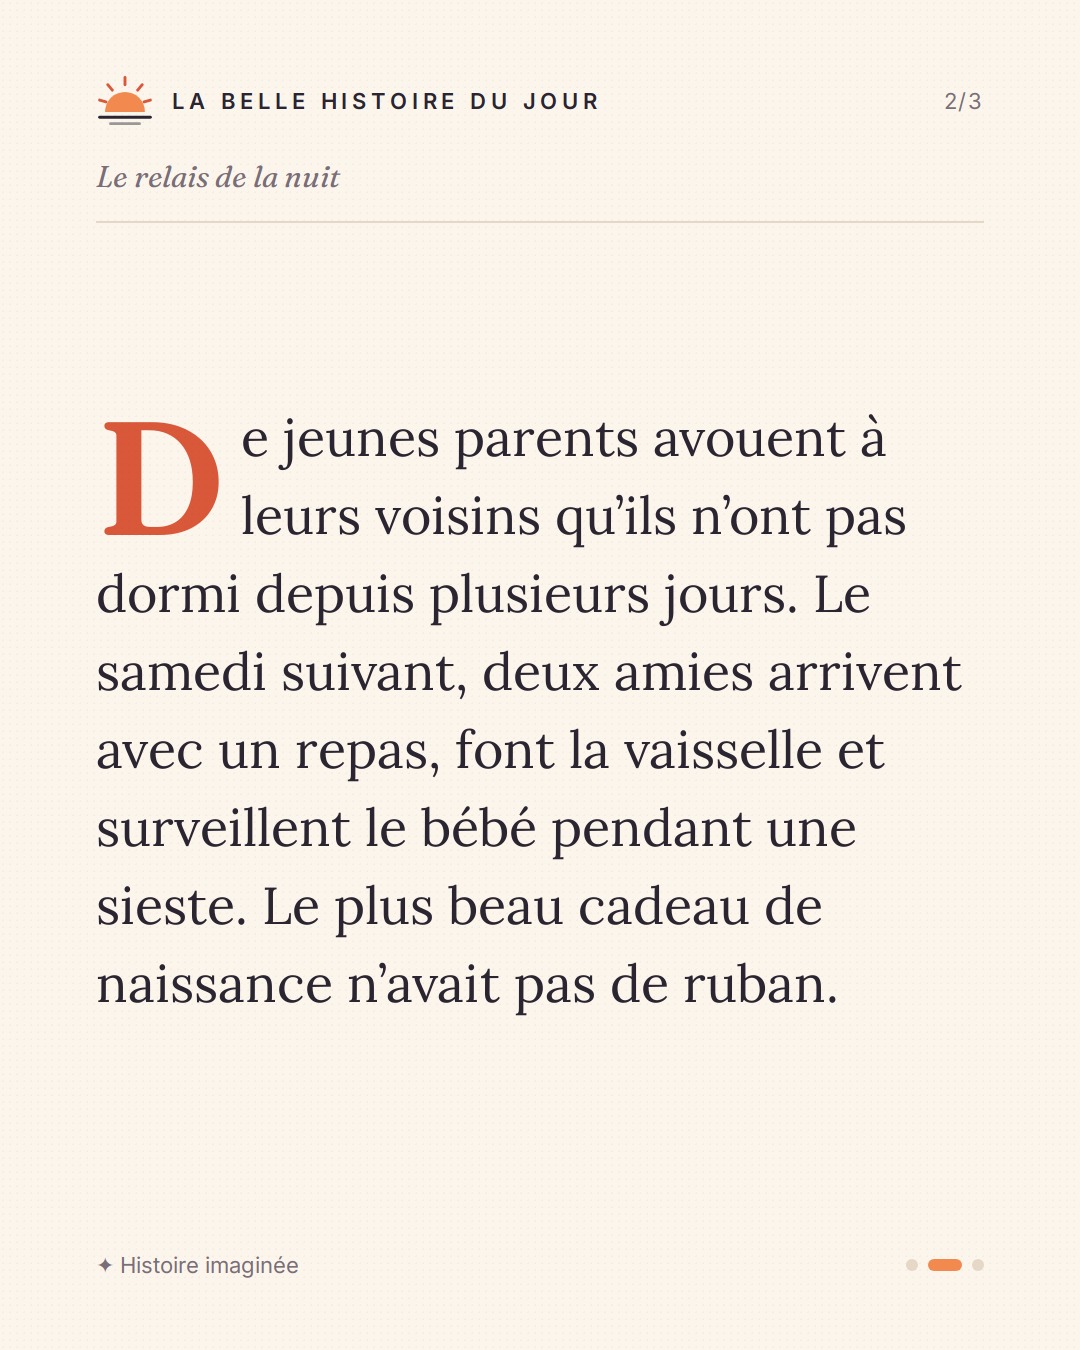 LA BELLE HISTOIRE DU JOUR
2/3
Le relais de la nuit
De jeunes parents avouent à
leurs voisins qu’ils n’ont pas
dormi depuis plusieurs jours. Le
samedi suivant, deux amies arrivent
avec un repas, font la vaisselle et
surveillent le bébé pendant une
sieste. Le plus beau cadeau de
naissance n’avait pas de ruban.
✦ Histoire imaginée